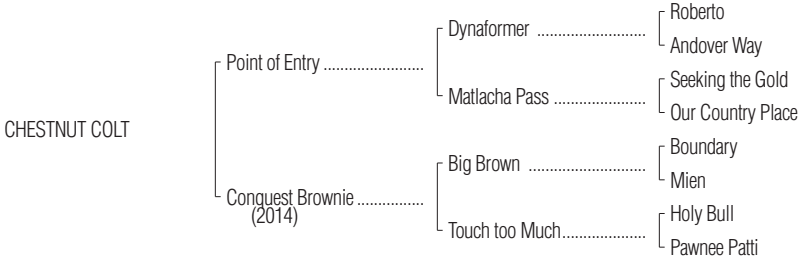 Roberto
Dynaformer ..........................
Andover Way
Point of Entry ........................
Seeking the Gold
Matlacha Pass ......................
Our Country Place
CHESTNUT COLT
Boundary
Big Brown ............................
Mien
Conquest Brownie ................
(2014)
Holy Bull
Touch too Much....................
Pawnee Patti